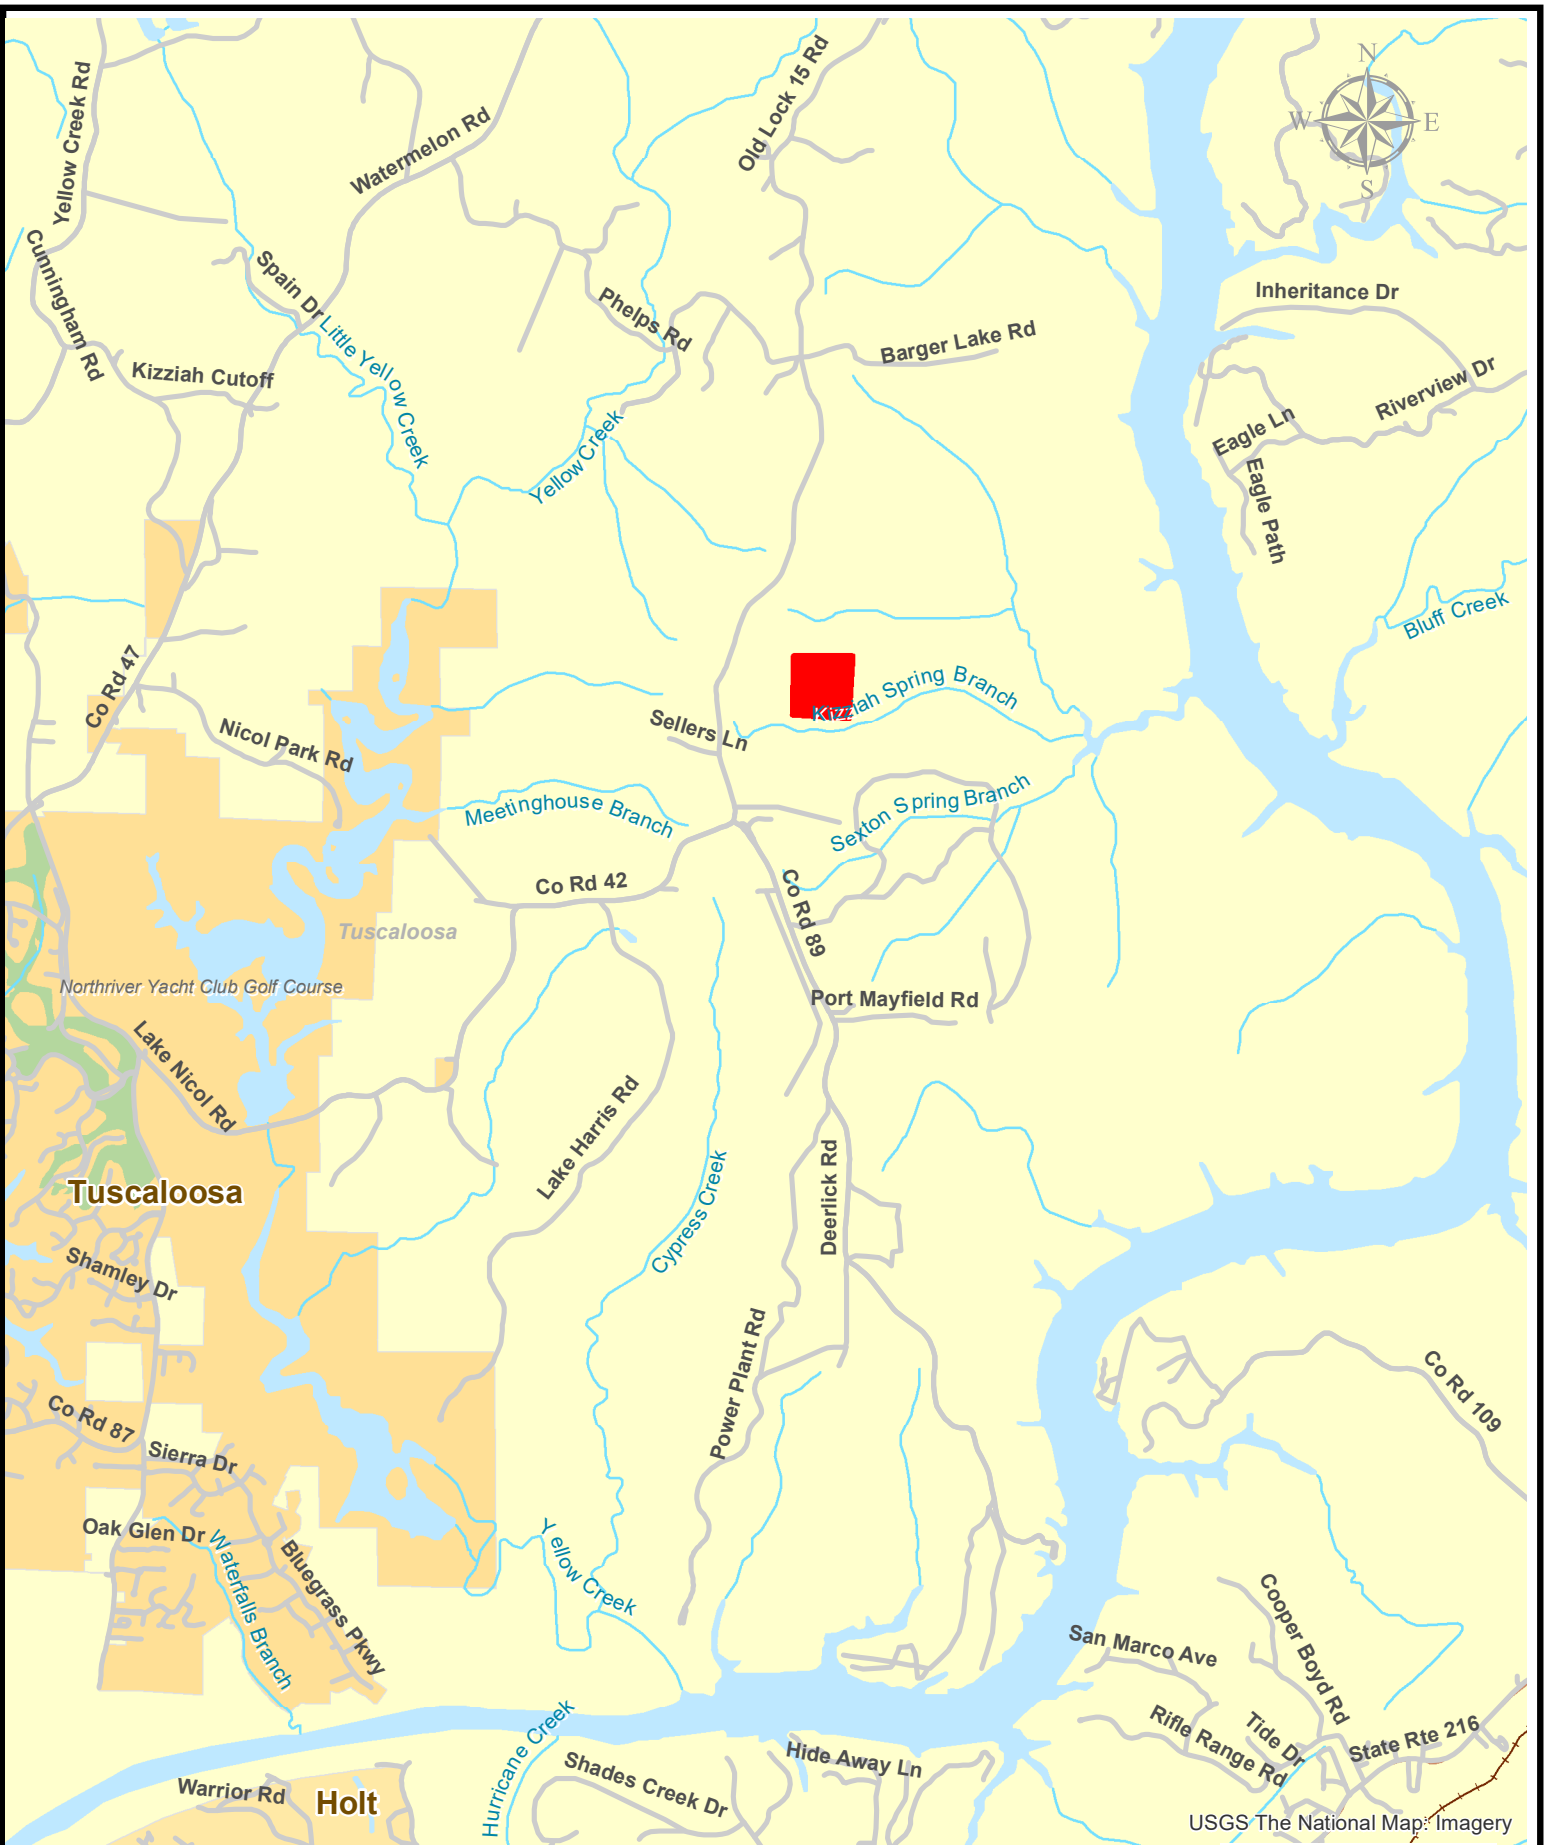 N
W E
S
Yellow Creek Rd
Watermelon Rd
Old Lock 15 Rd
Cunningham Rd
Spain Dr
Little Yellow Creek
Phelps Rd
Inheritance Dr
Barger Lake Rd
Kizziah Cutoff
Riverview Dr
Eagle Ln
Eagle Path
Yellow Creek
Bluff Creek
Co Rd 47
Kizziah Spring Branch
Sellers Ln
Nicol Park Rd
Meetinghouse Branch
Sexton Spring Branch
Co Rd 42
Co Rd 89
Tuscaloosa
Northriver Yacht Club Golf Course
Port Mayfield Rd
Lake Nicol Rd
Lake Harris Rd
Tuscaloosa
Cypress Creek
Deerlick Rd
Shamley Dr
Power Plant Rd
Co Rd 109
Co Rd 87
Sierra Dr
Oak Glen Dr
Waterfalls Branch
Bluegrass Pkwy
Yellow Creek
Cooper Boyd Rd
San Marco Ave
Rifle Range Rd
Tide Dr
State Rte 216
Hurricane Creek
Hide Away Ln
Shades Creek Dr
Warrior Rd
Holt
USGS The National Map: Imagery